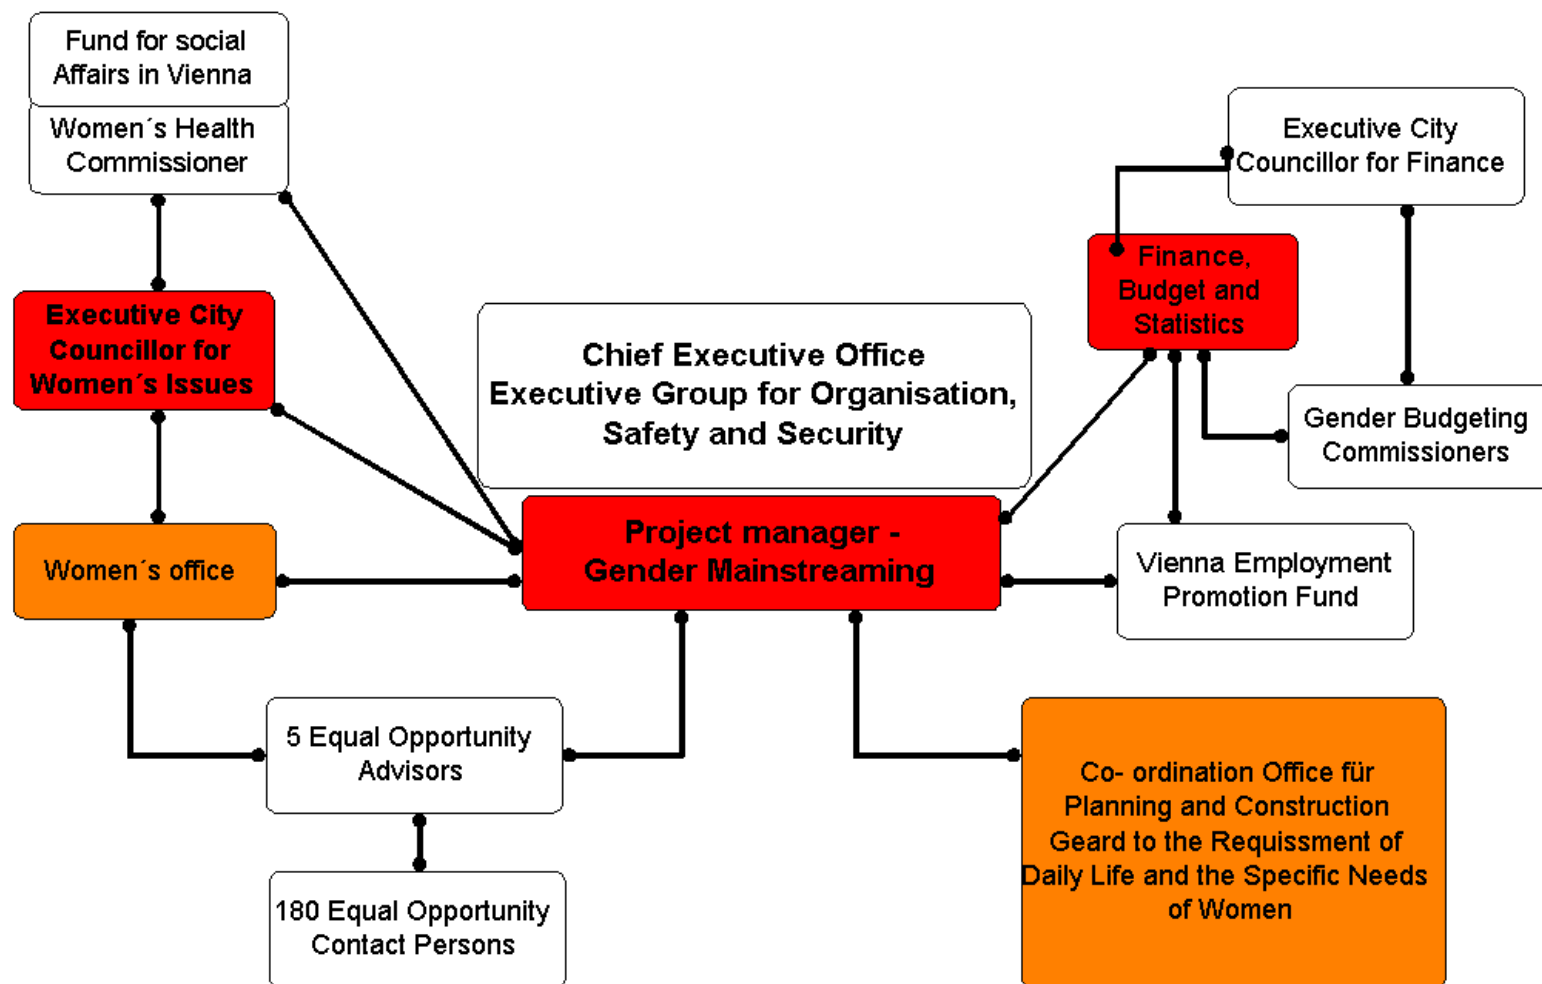 Fund for social
Affairs in Vienna
Women´s Health
Commissioner
Executive City
Councillor for
Women´s Issues
Women´s office
5 Equal Opportunity
Advisors
180 Equal Opportunity
Contact Persons
Chief Executive Office
Executive Group for Organisation,
Safety and Security
Project manager -
Gender Mainstreaming
Executive City
Councillor for Finance
Finance,
Budget and
Statistics
Gender Budgeting
Commissioners
Vienna Employment
Promotion Fund
Co- ordination Office für
Planning and Construction
Geard to the Requissment of
Daily Life and the Specific Needs
of Women